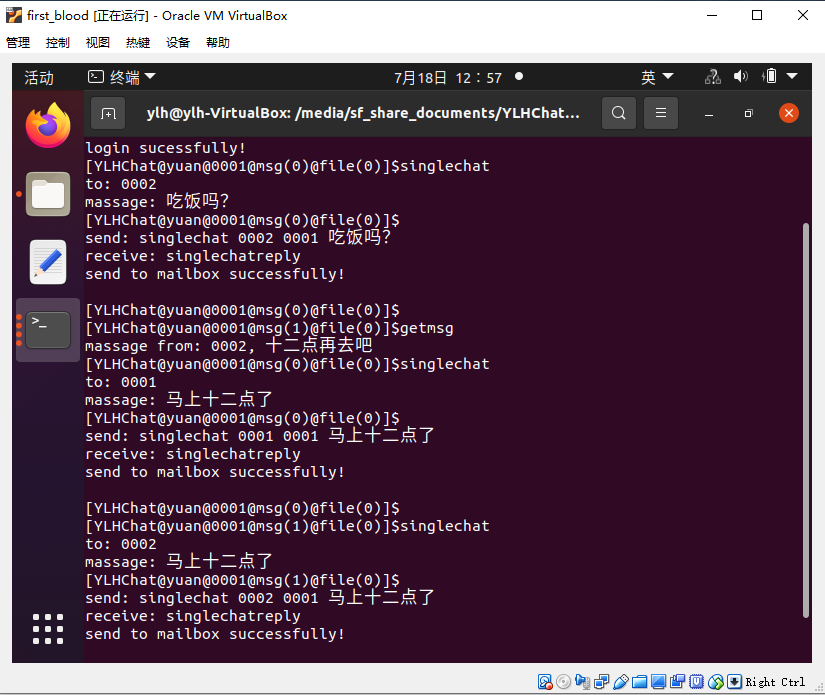 first_blood [正在运行] - Oracle VM VirtualBox
管理 控制 视图 热键 设备 帮助
活动 终端 7月18日 12：57 英
ylh@ylh-VirtualBox: /media/sf_share_documents/YLHChat...
login sucessfully!
[YLHChat@yuan@0001@msg(0)@file(0)]$singlechat
to: 0002
massage: 吃饭吗？
[YLHChat@yuan@0001@msg(0)@file(0)]$
send: singlechat 0002 0001 吃饭吗？
receive: singlechatreply
send to mailbox successfully!
[YLHChat@yuan@0001@msg(0)@file(0)]$
[YLHChat@yuan@0001@msg(1)@file(0)]$getmsg
massage from: 0002, 十二点再去吧
[YLHChat@yuan@0001@msg(0)@file(0)]$singlechat
to: 0001
massage: 马上十二点了
[YLHChat@yuan@0001@msg(0)@file(0)]$
send: singlechat 0001 0001 马上十二点了
receive: singlechatreply
send to mailbox successfully!
[YLHChat@yuan@0001@msg(0)@file(0)]$
[YLHChat@yuan@0001@msg(1)@file(0)]$singlechat
to: 0002
massage: 马上十二点了
[YLHChat@yuan@0001@msg(1)@file(0)]$
send: singlechat 0002 0001 马上十二点了
receive: singlechatreply
send to mailbox successfully!
Right Ctrl